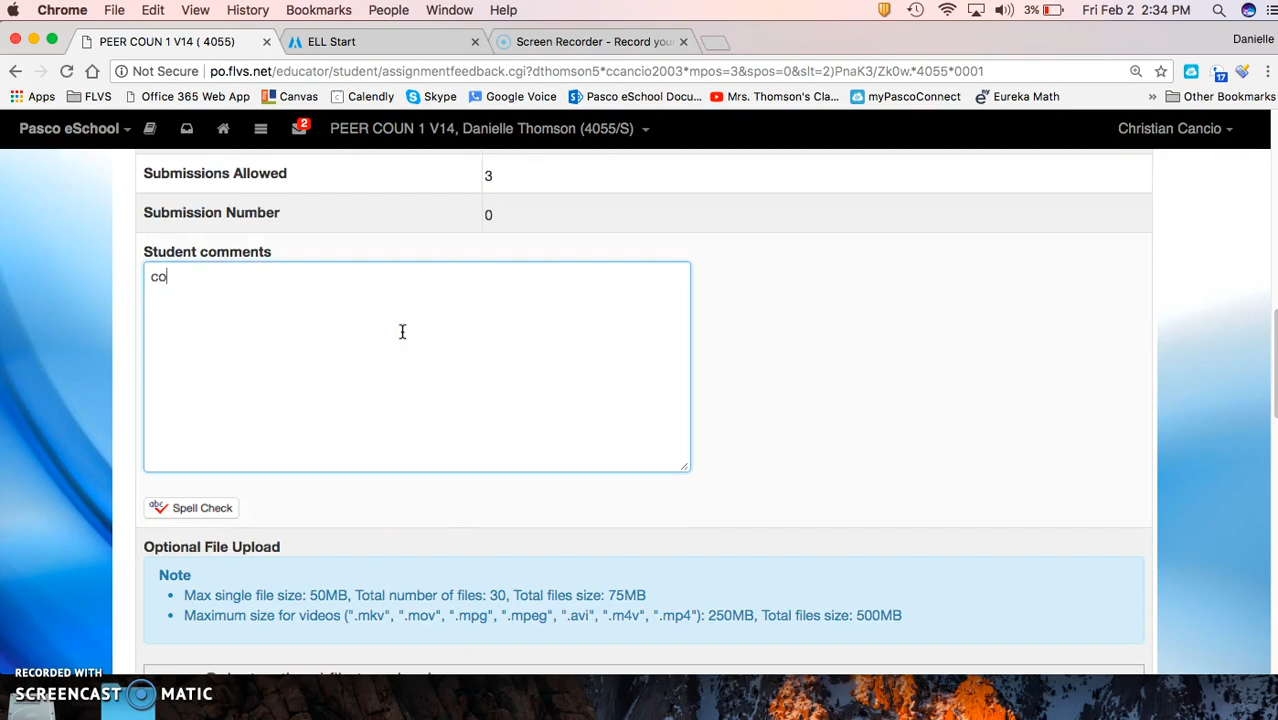 Chrome File Edit View History Bookmarks People Window Help 3% Fri Feb 2 2:34 PM
PEER COUN 1 V14 ( 4055) ELL Start Screen Recorder - Record you Danielle
Not Secure po.flvs.net/educator/student/assignmentfeedback.cgi?dthomson5*ccancio2003*mpos=3&spos=0&slt=2)PnaK3/Zk0w.*4055*0001 17
Apps FLVS Office 365 Web App Canvas Calendly Skype Google Voice Pasco eSchool Docu... Mrs. Thomson's Cla... myPascoConnect Eureka Math » Other Bookmarks
Pasco eSchool 2 PEER COUN 1 V14, Danielle Thomson (4055/S) Christian Cancio
Submissions Allowed 3
Submission Number 0
Student comments
co
abc Spell Check
Optional File Upload
Note
• Max single file size: 50MB, Total number of files: 30, Total files size: 75MB
• Maximum size for videos (".mkv", ".mov", ".mpg", ".mpeg", ".avi", ".m4v", ".mp4"): 250MB, Total files size: 500MB
RECORDED WITH
SCREENCAST MATIC